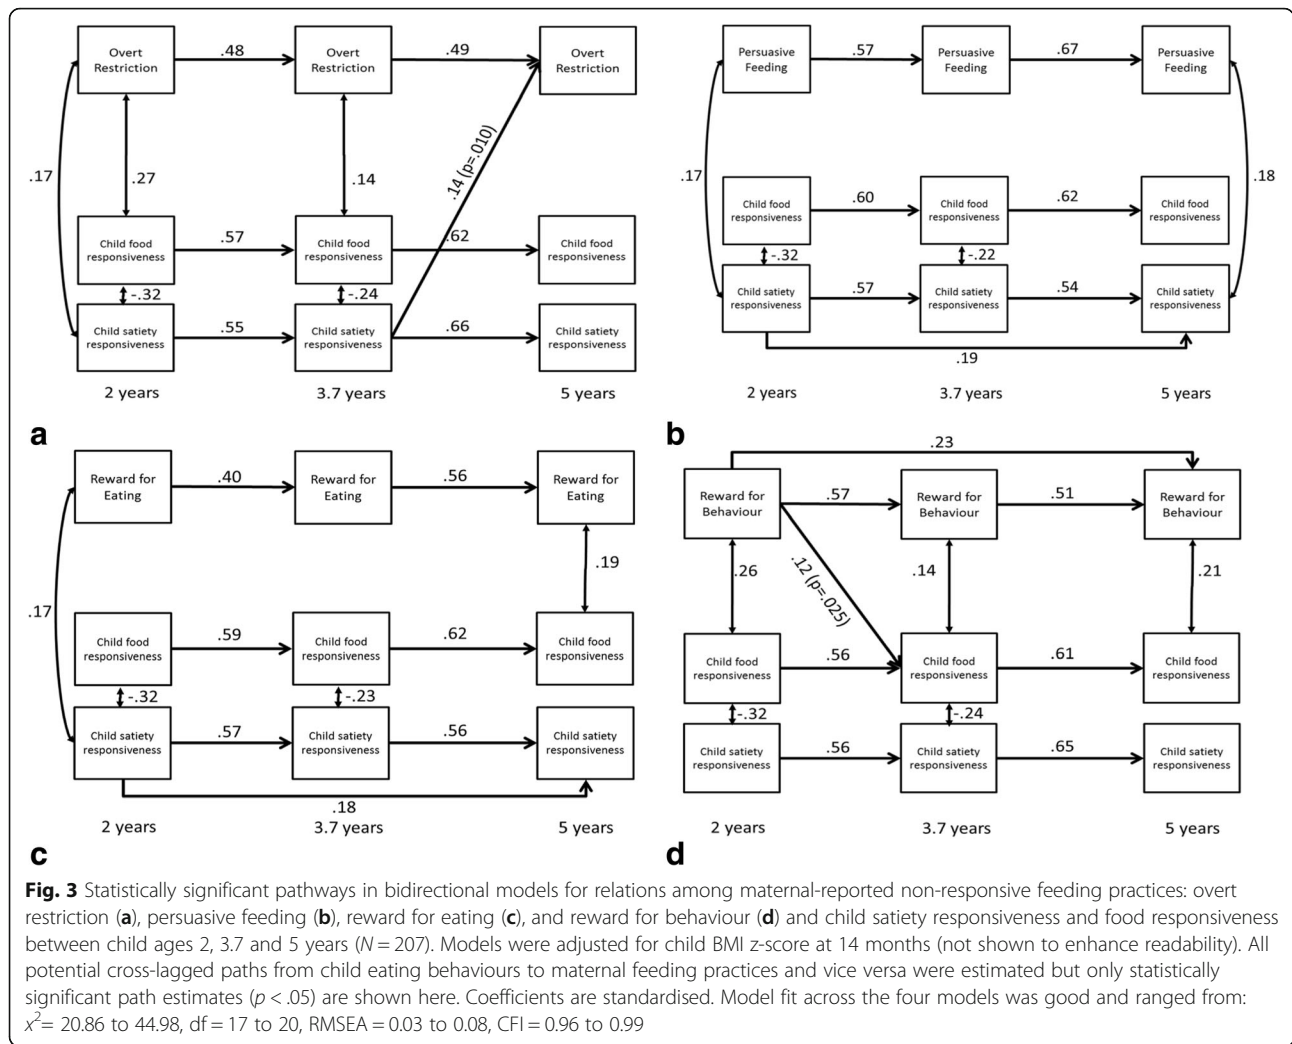 Overt
Restriction
.48
Overt
Restriction
.49
Overt
Restriction
.17
.27
.14
.14 (p=.010)
Child food
responsiveness
.57
Child food
responsiveness
.62
Child food
responsiveness
-.32
-.24
Child satiety
responsiveness
.55
Child satiety
responsiveness
.66
Child satiety
responsiveness
2 years
3.7 years
5 years
a
Persuasive
Feeding
.57
Persuasive
Feeding
.67
Persuasive
Feeding
.17
.18
Child food
responsiveness
.60
Child food
responsiveness
.62
Child food
responsiveness
-.32
-.22
Child satiety
responsiveness
.57
Child satiety
responsiveness
.54
Child satiety
responsiveness
.19
2 years
3.7 years
5 years
b
Reward for
Eating
.40
Reward for
Eating
.56
Reward for
Eating
.17
.19
Child food
responsiveness
.59
Child food
responsiveness
.62
Child food
responsiveness
-.32
-.23
Child satiety
responsiveness
.57
Child satiety
responsiveness
.56
Child satiety
responsiveness
.18
2 years
3.7 years
5 years
c
.23
Reward for
Behaviour
.57
Reward for
Behaviour
.51
Reward for
Behaviour
.26
.12 (p=.025)
.14
.21
Child food
responsiveness
.56
Child food
responsiveness
.61
Child food
responsiveness
-.32
-.24
Child satiety
responsiveness
.56
Child satiety
responsiveness
.65
Child satiety
responsiveness
2 years
3.7 years
5 years
d
Fig. 3 Statistically significant pathways in bidirectional models for relations among maternal-reported non-responsive feeding practices: overt
restriction (a), persuasive feeding (b), reward for eating (c), and reward for behaviour (d) and child satiety responsiveness and food responsiveness
between child ages 2, 3.7 and 5 years (N = 207). Models were adjusted for child BMI z-score at 14 months (not shown to enhance readability). All
potential cross-lagged paths from child eating behaviours to maternal feeding practices and vice versa were estimated but only statistically
significant path estimates (p < .05) are shown here. Coefficients are standardised. Model fit across the four models was good and ranged from:
x²= 20.86 to 44.98, df = 17 to 20, RMSEA = 0.03 to 0.08, CFI = 0.96 to 0.99